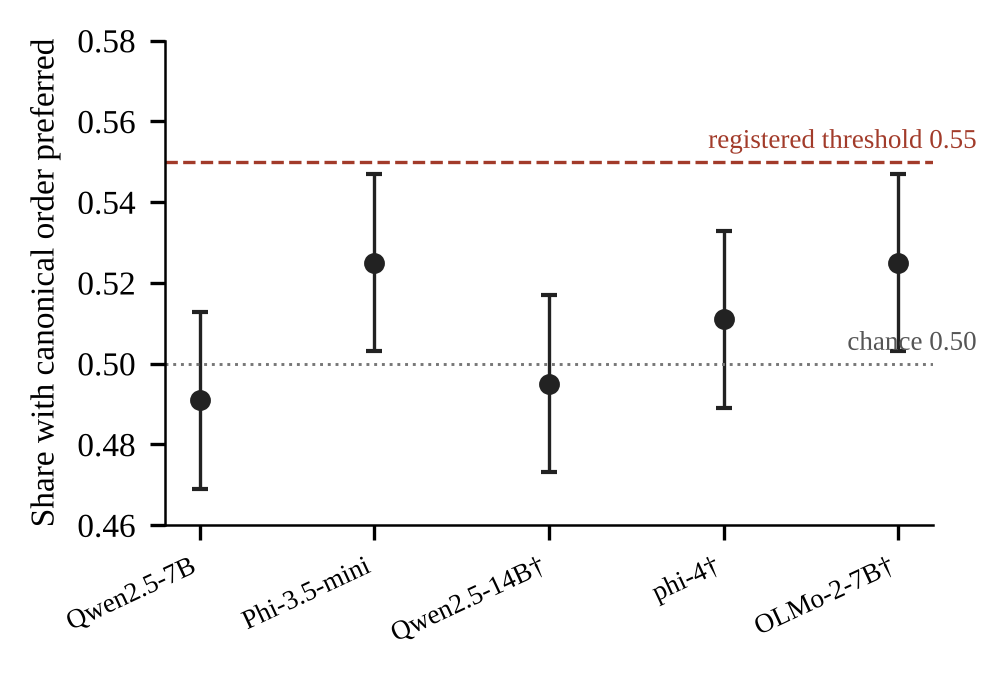 Share with canonical order preferred
0.58
0.56
0.54
0.52
0.50
0.48
0.46
registered threshold 0.55
chance 0.50
Qwen2.5-7B
Phi-3.5-mini
Qwen2.5-14B†
phi-4†
OLMo-2-7B†